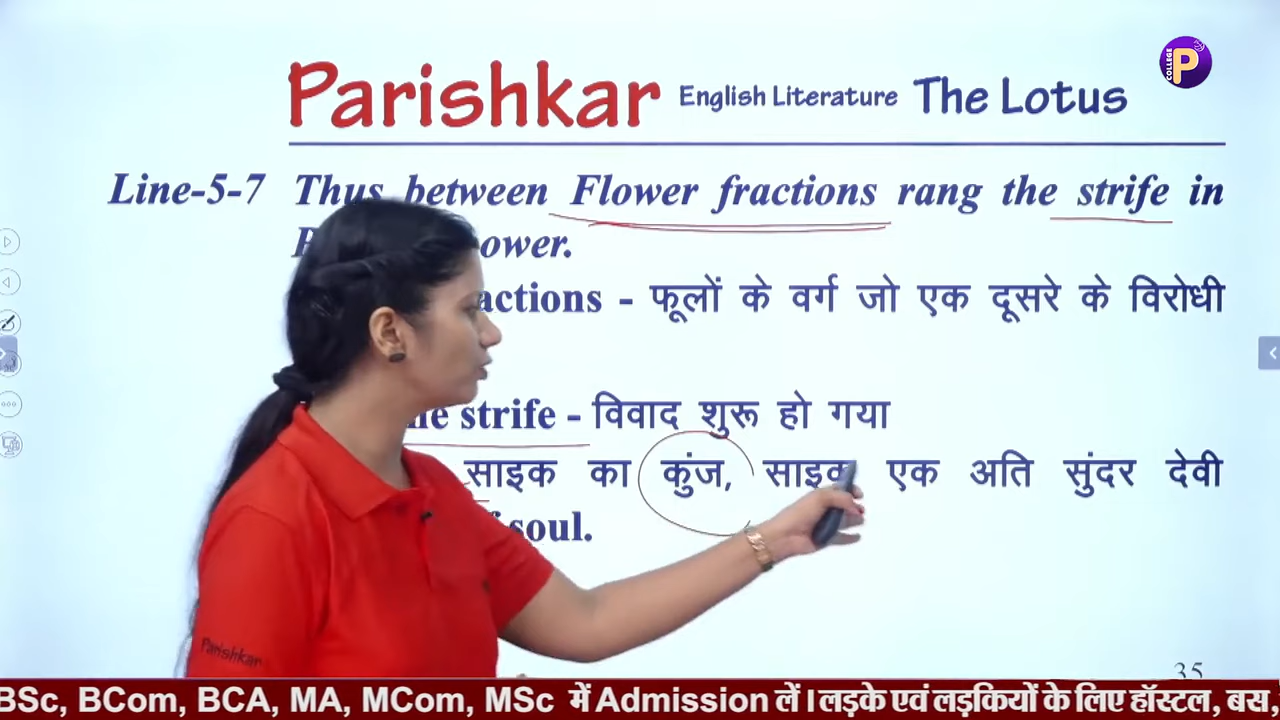 COLLEGE P
Parishkar English Literature The Lotus
Line-5-7 Thus between Flower fractions rang the strife in
ower.
actions - फूलों के वर्ग जो एक दूसरे के विरोधी
strife - विवाद शुरू हो गया
साइक का कुंज, साइक एक अति सुंदर देवी
soul.
Parishkar
35
BSc, BCom, BCA, MA, MCom, MSc में Admission लें। लड़के एवं लड़कियों के लिए हॉस्टल, बस,